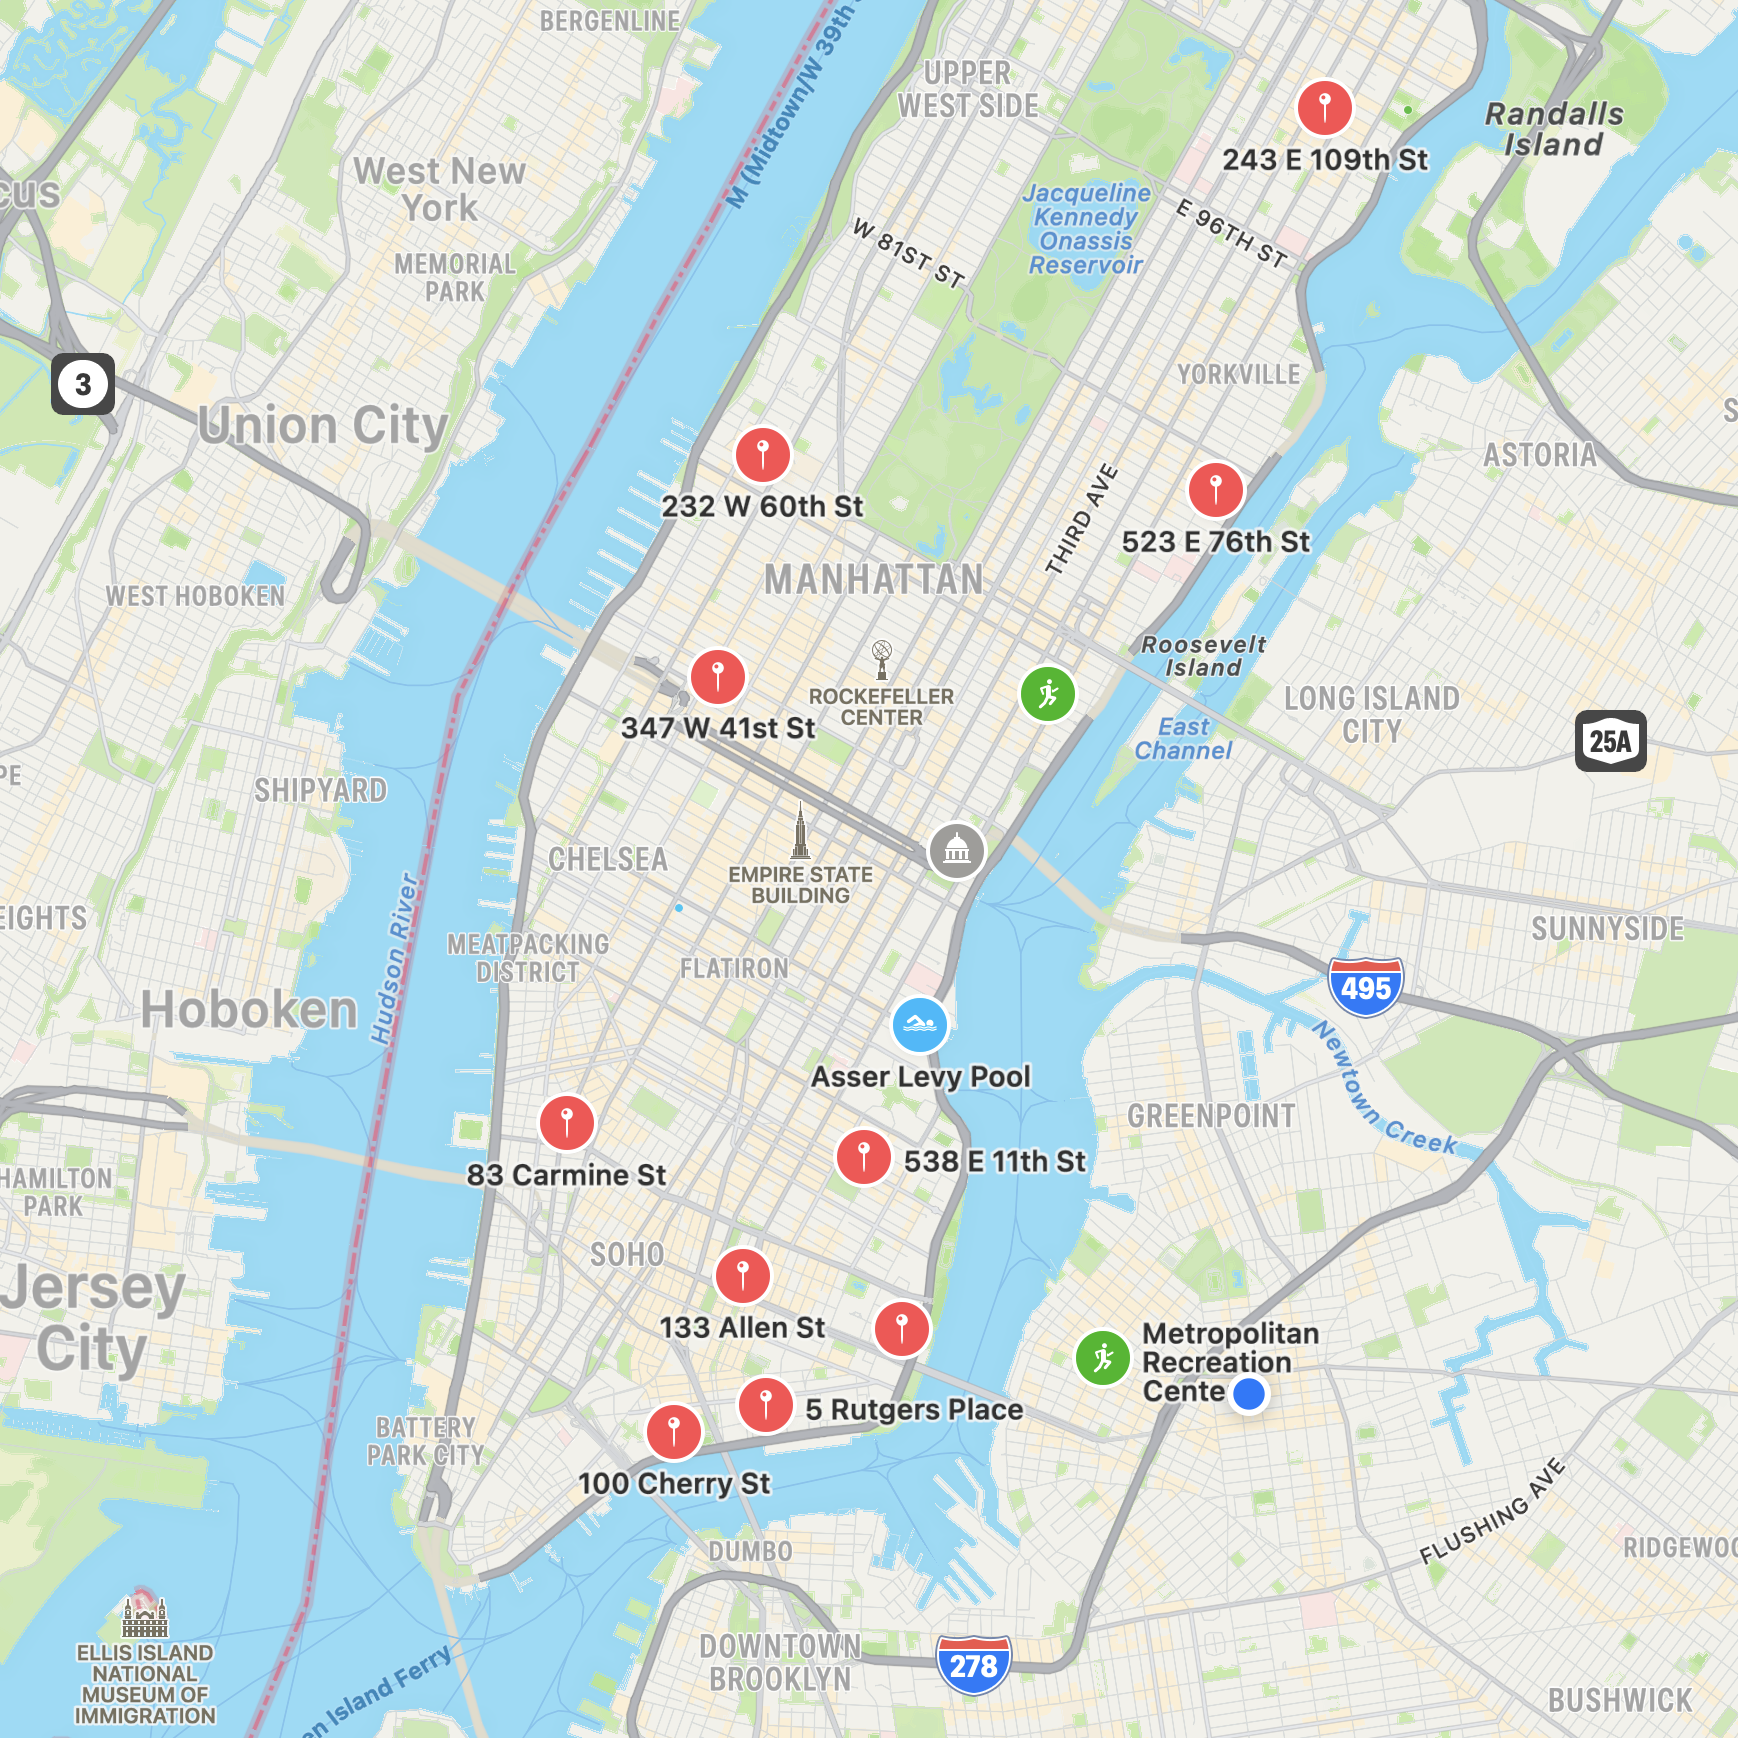 BERGENLINE
M (Midtown/W 39th
UPPER
WEST SIDE
Randalls
Island
243 E 109th St
West New
York
cus
Jacqueline
Kennedy
Onassis
Reservoir
E 96TH ST
W 81ST ST
MEMORIAL
PARK
3
YORKVILLE
Union City
ASTORIA
S
232 W 60th St
THIRD AVE
523 E 76th St
MANHATTAN
WEST HOBOKEN
Roosevelt
Island
ROCKEFELLER
CENTER
347 W 41st St
LONG ISLAND
CITY
East
Channel
25A
PE
SHIPYARD
CHELSEA
EMPIRE STATE
BUILDING
EIGHTS
Hudson River
MEATPACKING
DISTRICT
FLATIRON
SUNNYSIDE
495
Hoboken
Newtown Creek
Asser Levy Pool
GREENPOINT
83 Carmine St
538 E 11th St
HAMILTON
PARK
SOHO
Jersey
City
133 Allen St
Metropolitan
Recreation
Cente
5 Rutgers Place
BATTERY
PARK CITY
100 Cherry St
FLUSHING AVE
DUMBO
RIDGEWOO
ELLIS ISLAND
NATIONAL
MUSEUM OF
IMMIGRATION
DOWNTOWN
BROOKLYN
278
en Island Ferry
BUSHWICK